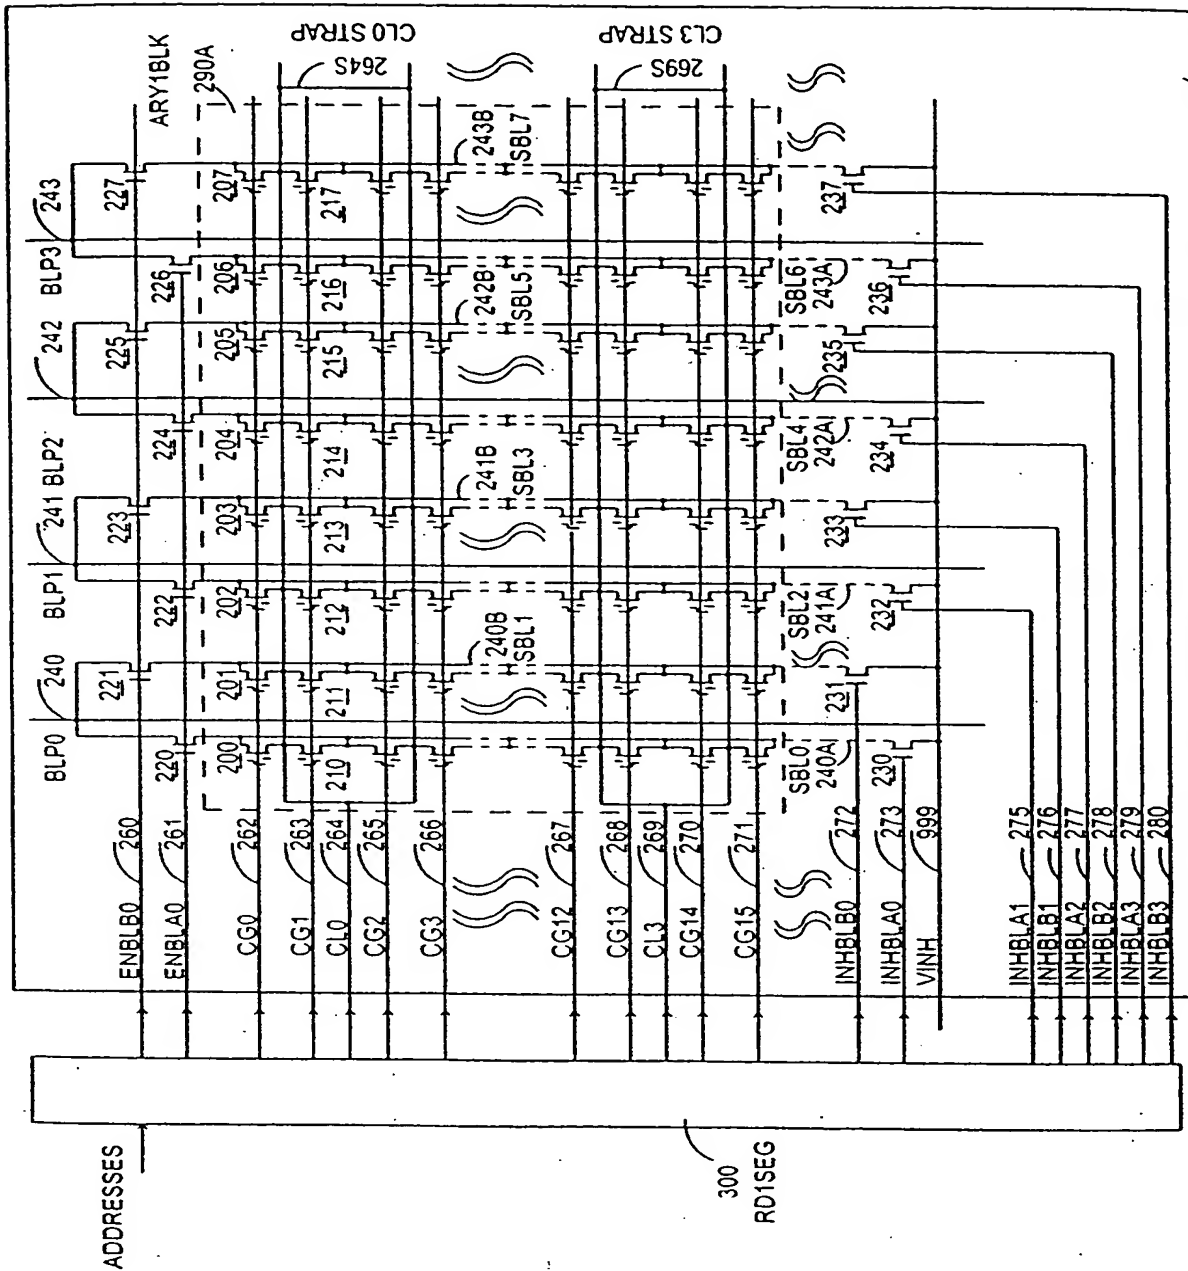 ADDRESSES
300
RD1SEG
ENBLB0 260
ENBLA0 261
CG0 262
CG1 263
CL0 264
CG2 265
CG3 266
CG12 267
CG13 268
CL3 269
CG14 270
CG15 271
INHBLB0 272
INHBLA0 273
VINH 999
INHBLA1 275
INHBLB1 276
INHBLA2 277
INHBLB2 278
INHBLA3 279
INHBLB3 280
BLP0 240
BLP1 241
BLP2 242
BLP3 243
221 223 225 227
220 222 224 226
ARY1BLK
290A
200 201 202 203 204 205 206 207
210 211 212 213 214 215 216 217
CL0 STRAP
264S
240B
SBL1
241B
SBL3
242B
SBL5
243B
SBL7
CL3 STRAP
269S
SBL0
240A
SBL2
241A
SBL4
242A
SBL6
243A
231 233 235 237
230 232 234 236